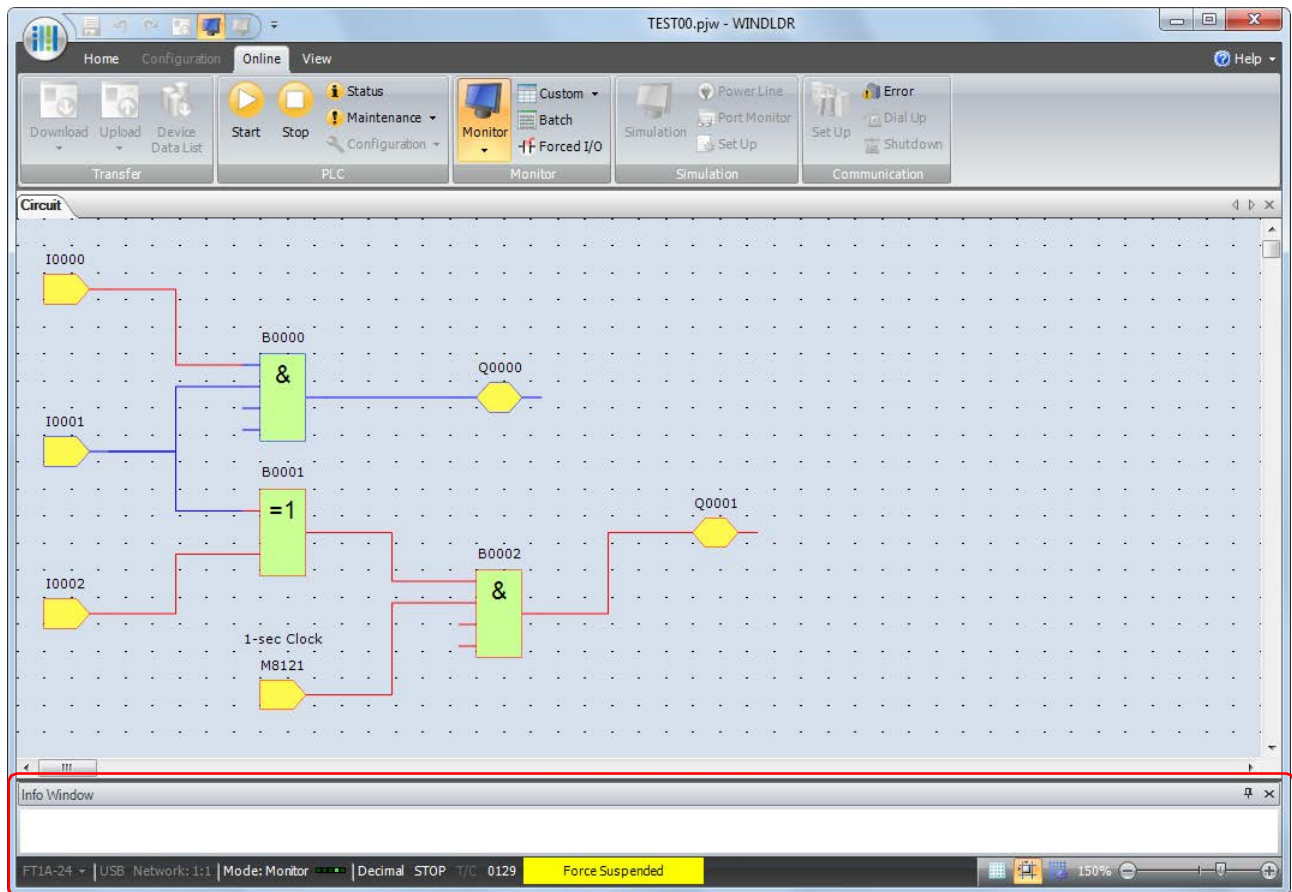 TEST00.pjw - WINDLDR
Home Configuration Online View Help
Download Upload Device Data List
Transfer
Start Stop
Status
Maintenance
Configuration
PLC
Monitor
Custom
Batch
Forced I/O
Monitor
Simulation
Power Line
Port Monitor
Set Up
Simulation
Set Up
Error
Dial Up
Shutdown
Communication
Circuit
I0000
B0000
&
Q0000
I0001
B0001
=1
Q0001
B0002
&
I0002
1-sec Clock
M8121
Info Window
FT1A-24 USB Network: 1:1 Mode: Monitor Decimal STOP T/C 0129 Force Suspended 150%